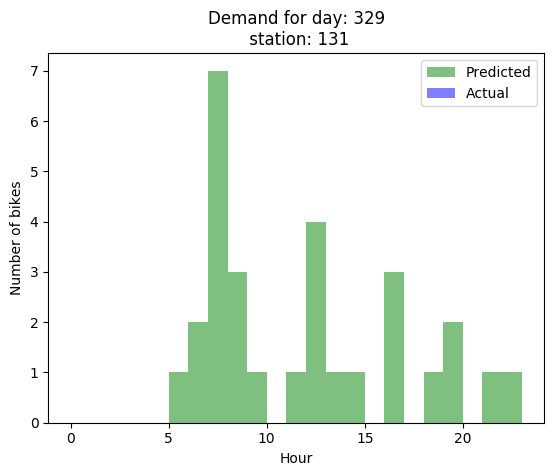 Demand for day: 329
station: 131
Predicted
Actual
Number of bikes
7
6
5
4
3
2
1
0
0 5 10 15 20
Hour